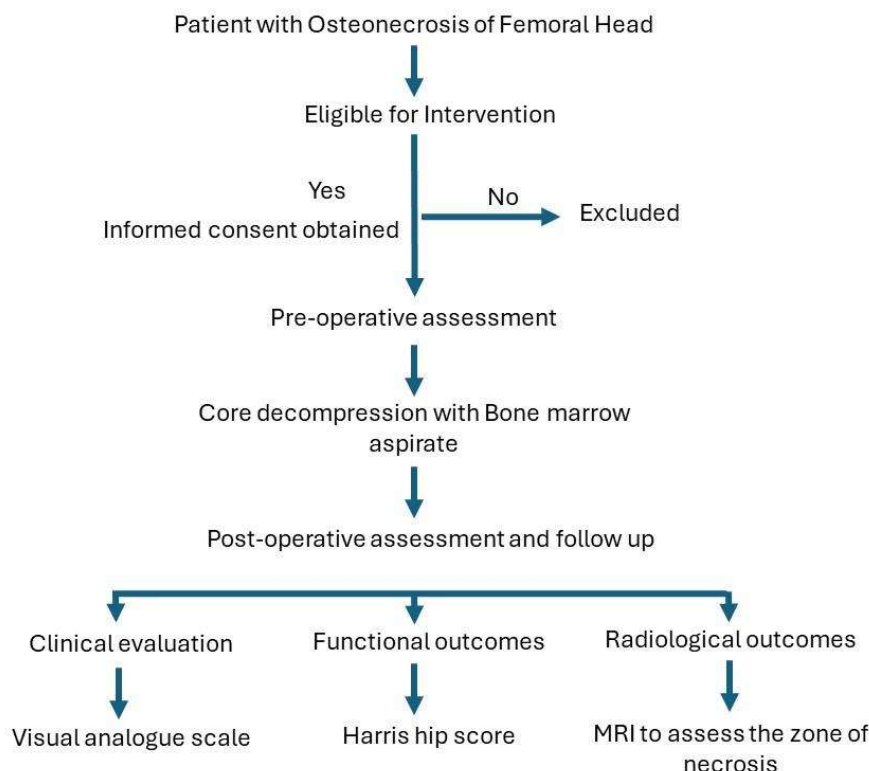 Patient with Osteonecrosis of Femoral Head
Eligible for Intervention
Yes
No
Excluded
Informed consent obtained
Pre-operative assessment
Core decompression with Bone marrow
aspirate
Post-operative assessment and follow up
Clinical evaluation
Functional outcomes
Radiological outcomes
Visual analogue scale
Harris hip score
MRI to assess the zone of
necrosis